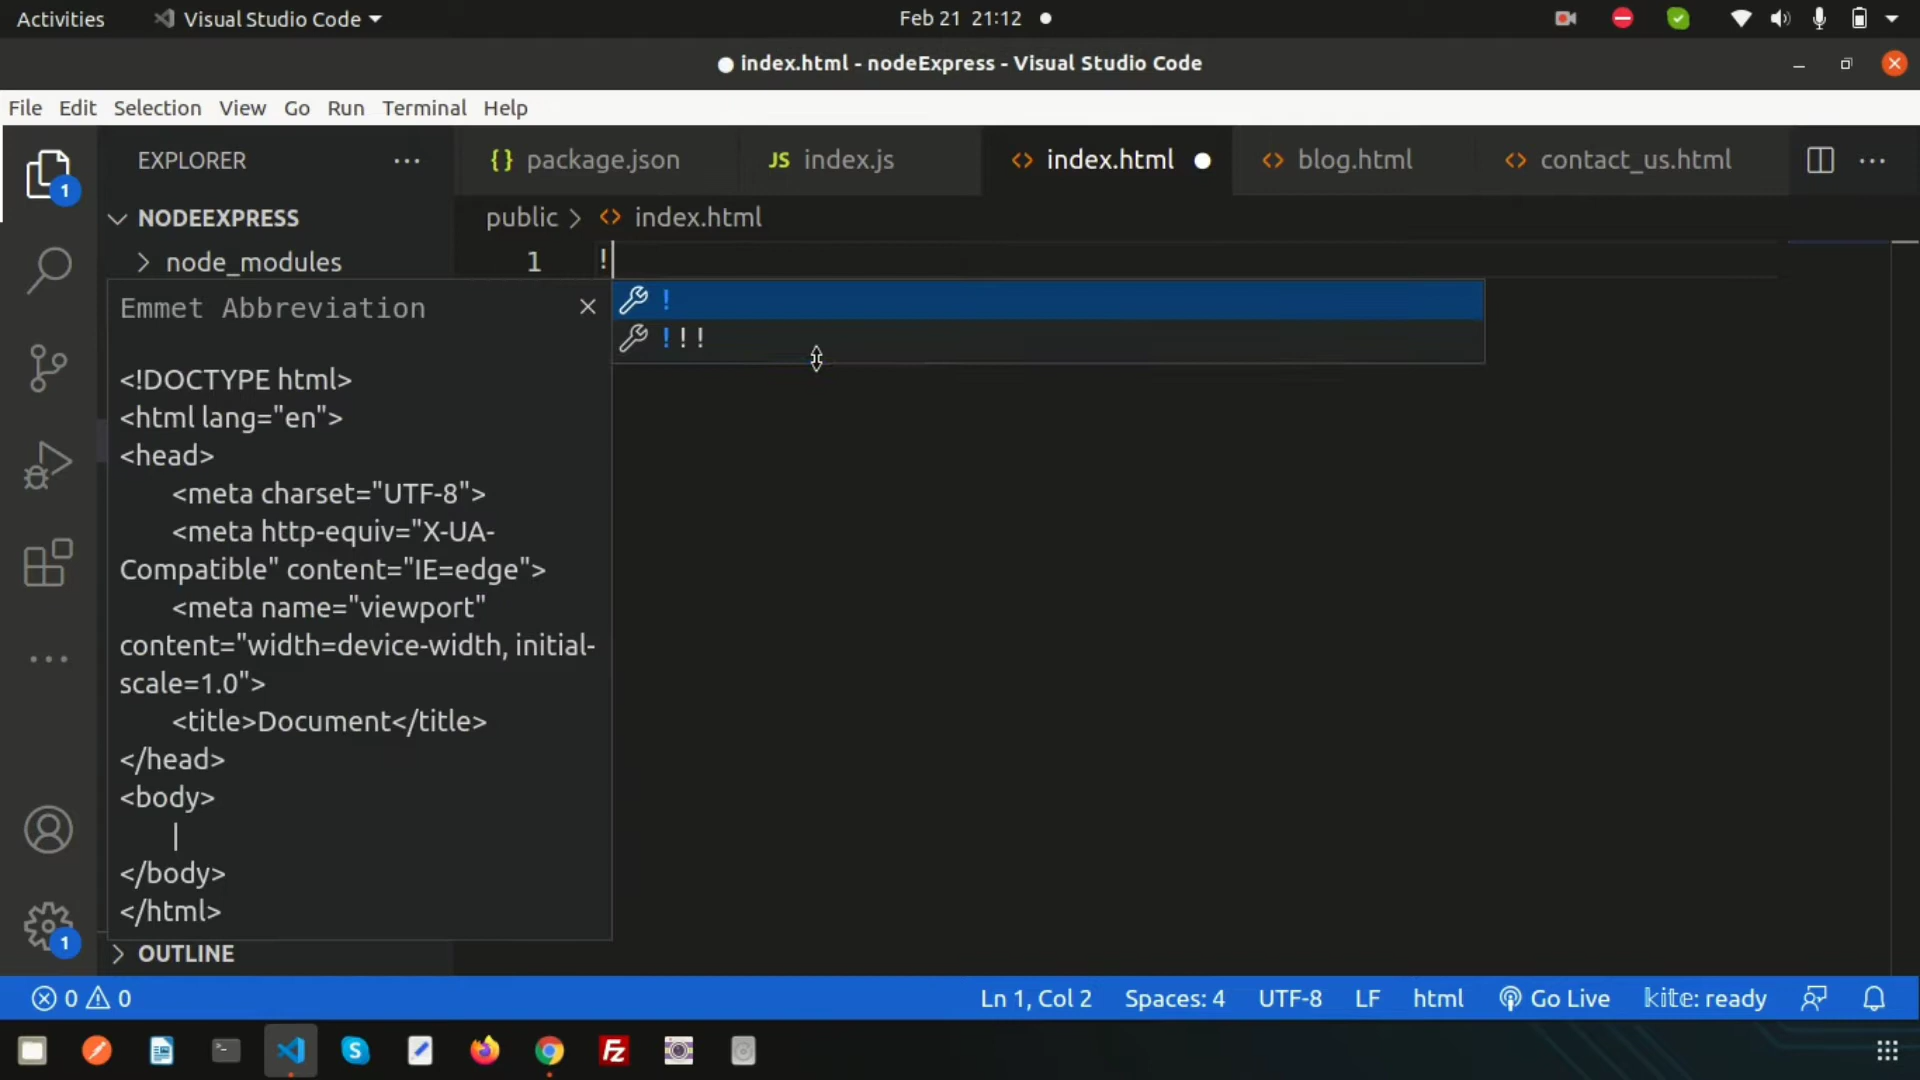 Activities
Visual Studio Code
Feb 21 21:12
index.html - nodeExpress - Visual Studio Code
File Edit Selection View Go Run Terminal Help
1
EXPLORER
{} package.json
JS index.js
<> index.html
<> blog.html
<> contact_us.html
NODEEXPRESS
public > <> index.html
node_modules
1 !
Emmet Abbreviation
!
!!!
<!DOCTYPE html>
<html lang="en">
<head>
<meta charset="UTF-8">
<meta http-equiv="X-UA-
Compatible" content="IE=edge">
<meta name="viewport"
content="width=device-width, initial-
scale=1.0">
<title>Document</title>
</head>
<body>
|
</body>
</html>
1
OUTLINE
0 0
Ln 1, Col 2
Spaces: 4
UTF-8
LF
html
Go Live
kite: ready
S
Fz